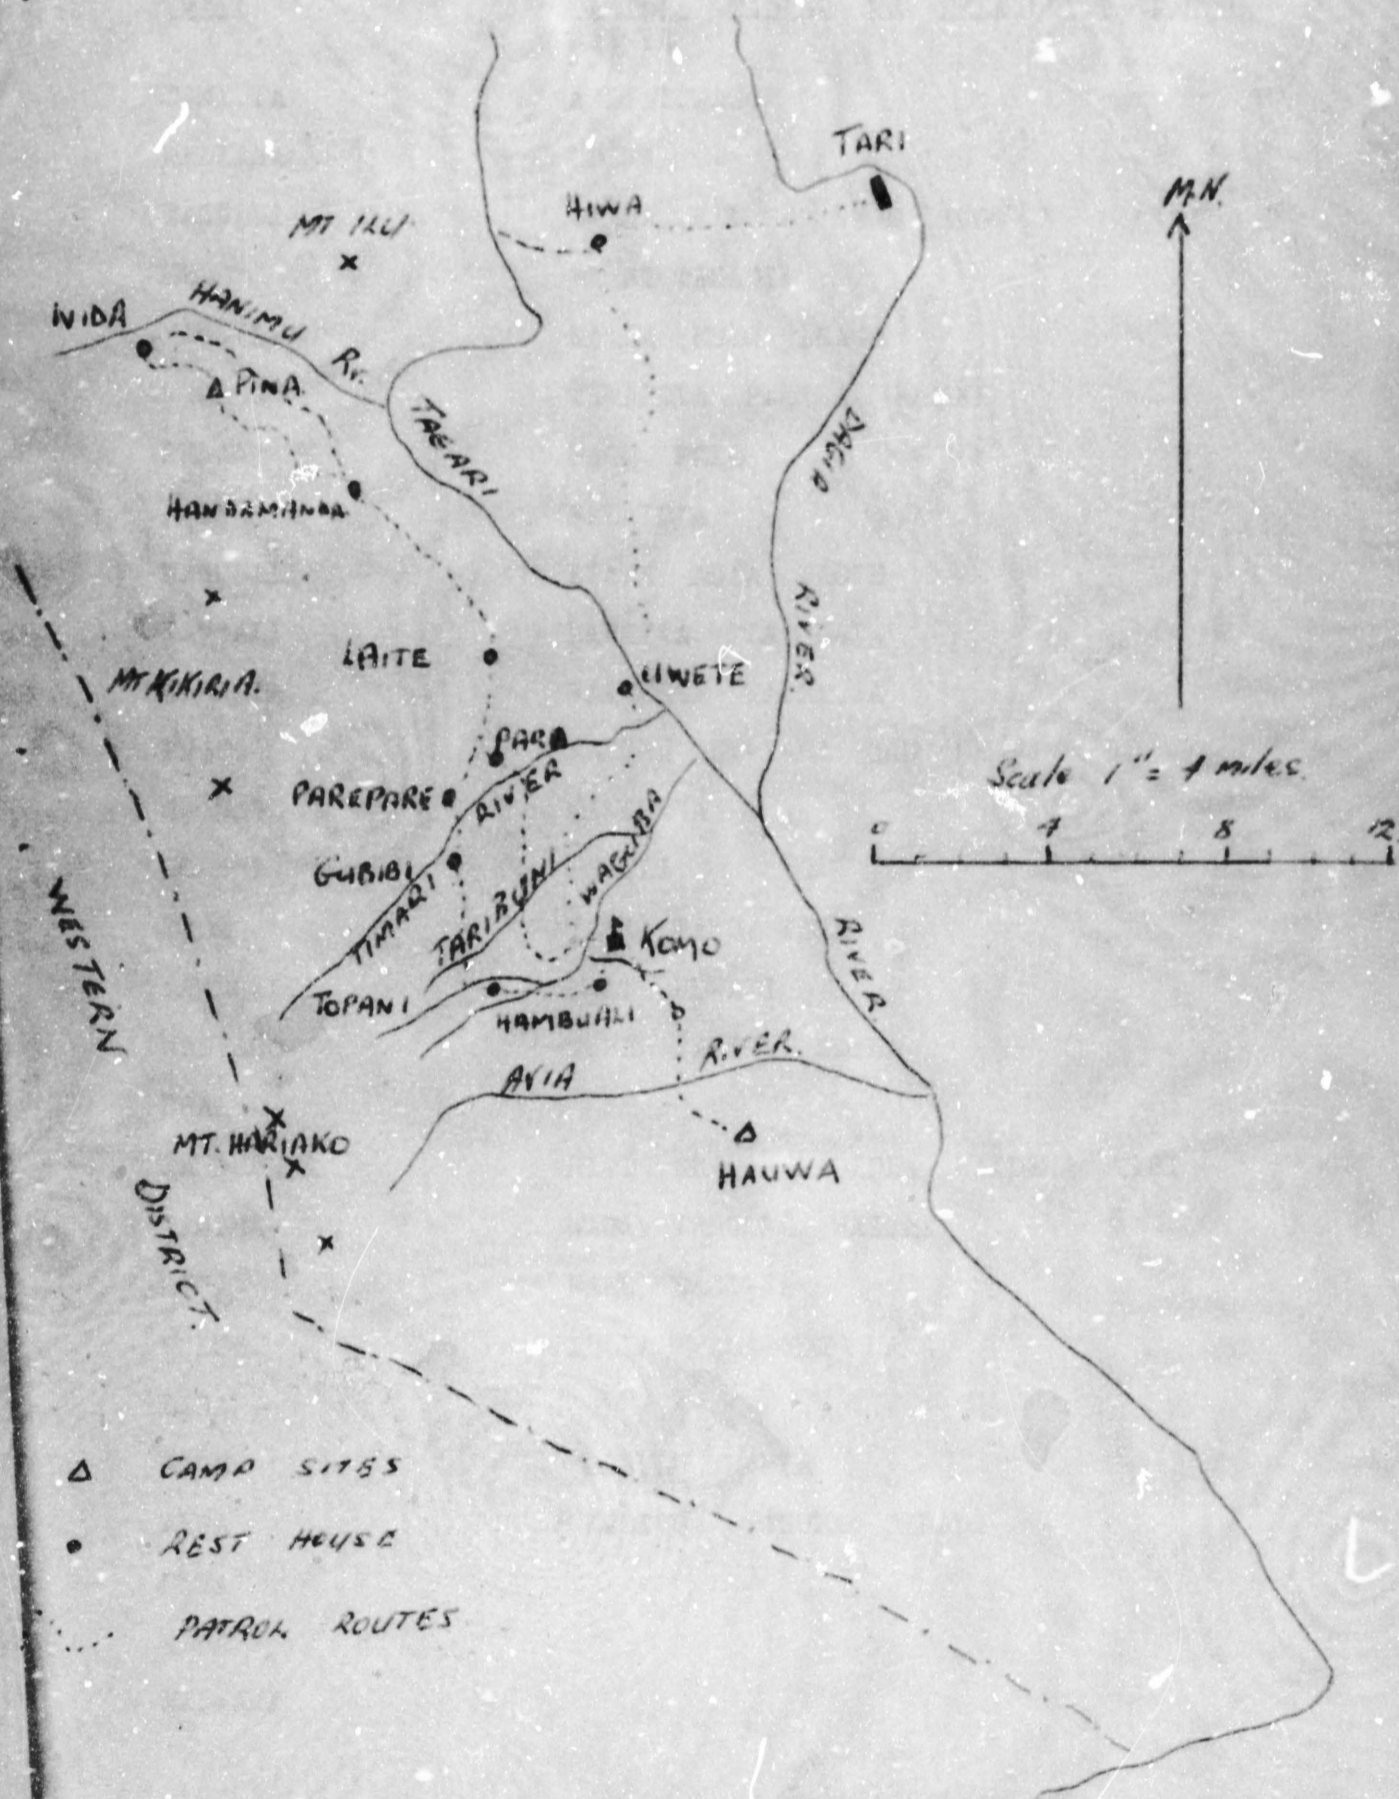 TARI
M.N.
HIWA
MT ILU
WIDA
HANIMU
Rr.
PINA
TAGARI
DAGIA
HANDAMANDA
RIVER.
LAITE
UWETE
MT KIKIRIA.
PARA
Scale 1" = 4 miles.
PAREPARE
RIVER
0 4 8 12
GUBIBI
TIMARI
TARIBUNI
WAGUBA
WESTERN
KOMO
RIVER
TOPANI
HAMBUALI
RIVER.
AVIA
MT. HARIAKO
HAUWA
DISTRICT.
CAMP SITES
REST HOUSE
PATROL ROUTES